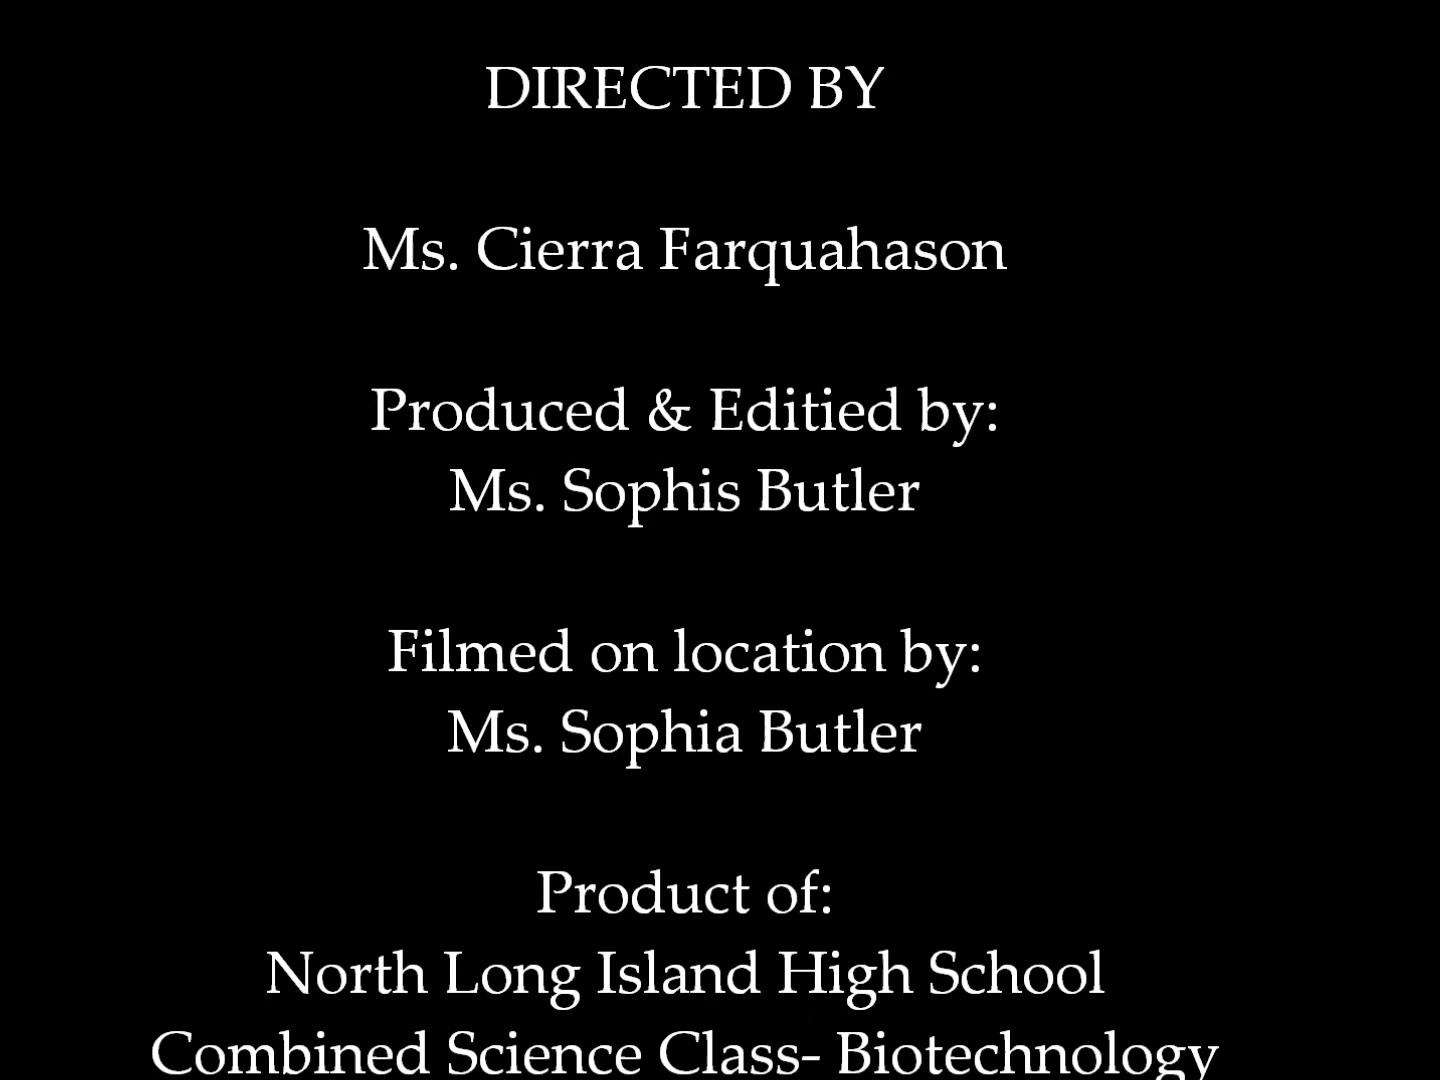 DIRECTED BY
Ms. Cierra Farquahason
Produced & Editied by:
Ms. Sophis Butler
Filmed on location by:
Ms. Sophia Butler
Product of:
North Long Island High School
Combined Science Class- Biotechnology